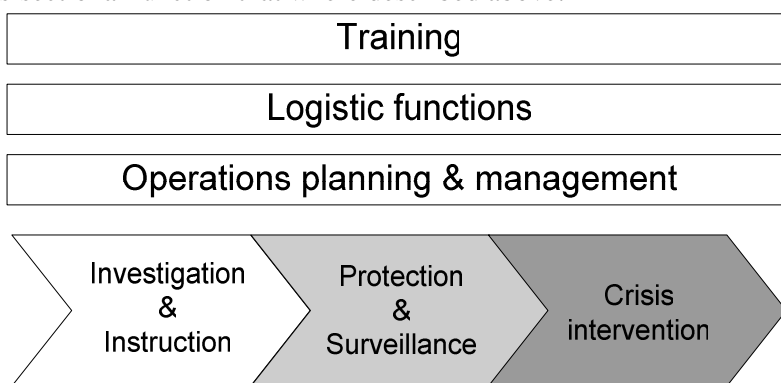 Training
Logistic functions
Operations planning & management
Investigation
&
Instruction
Protection
&
Surveillance
Crisis
intervention